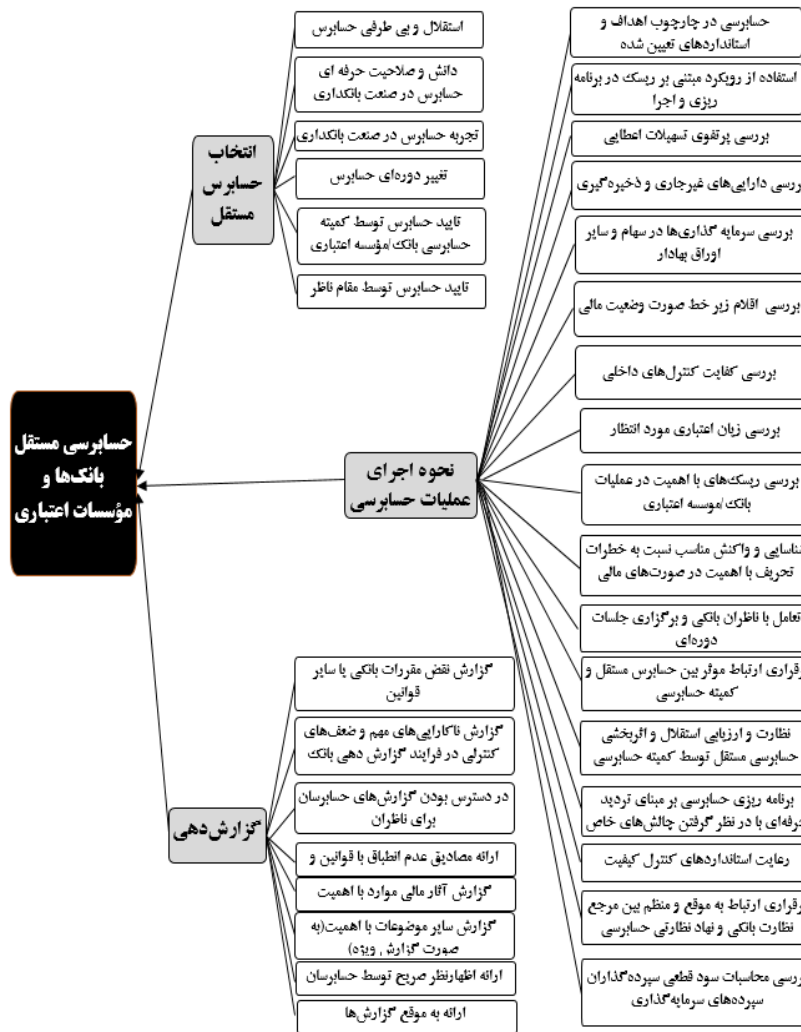 حسابرسی مستقل
بانک‌ها و
مؤسسات اعتباری
انتخاب
حسابرس
مستقل
استقلال و بی طرفی حسابرس
دانش و صلاحیت حرفه ای
حسابرس در صنعت بانکداری
تجربه حسابرس در صنعت بانکداری
تغییر دوره‌ای حسابرس
تایید حسابرس توسط کمیته
حسابرسی بانک/مؤسسه اعتباری
تایید حسابرس توسط مقام ناظر
نحوه اجرای
عملیات حسابرسی
حسابرسی در چارچوب اهداف و
استانداردهای تعیین شده
استفاده از رویکرد مبتنی بر ریسک در برنامه
ریزی و اجرا
بررسی پرتفوی تسهیلات اعطایی
ررسی دارایی‌های غیرجاری و ذخیره‌گیری
بررسی سرمایه گذاری‌ها در سهام و سایر
اوراق بهادار
بررسی اقلام زیر خط صورت وضعیت مالی
بررسی کفایت کنترل‌های داخلی
بررسی زیان اعتباری مورد انتظار
بررسی ریسک‌های با اهمیت در عملیات
بانک/موسسه اعتباری
ناسایی و واکنش مناسب نسبت به خطرات
تحریف با اهمیت در صورت‌های مالی
تعامل با ناظران بانکی و برگزاری جلسات
دوره‌ای
رقراری ارتباط موثر بین حسابرس مستقل و
کمیته حسابرسی
نظارت و ارزیابی استقلال و اثربخشی
حسابرسی مستقل توسط کمیته حسابرسی
برنامه ریزی حسابرسی بر مبنای تردید
حرفه‌ای با در نظر گرفتن چالش‌های خاص
رعایت استانداردهای کنترل کیفیت
رقراری ارتباط به موقع و منظم بین مرجع
نظارت بانکی و نهاد نظارتی حسابرسی
ررسی محاسبات سود قطعی سپرده‌گذاران
سپرده‌های سرمایه‌گذاری
گزارش‌دهی
گزارش نقض مقررات بانکی یا سایر
قوانین
گزارش ناکارایی‌های مهم و ضعف‌های
کنترلی در فرایند گزارش دهی بانک
در دسترس بودن گزارش‌های حسابرسان
برای ناظران
ارائه مصادیق عدم انطباق با قوانین و
گزارش آثار مالی موارد با اهمیت
گزارش سایر موضوعات با اهمیت(به
صورت گزارش ویژه)
ارائه اظهارنظر صریح توسط حسابرسان
ارائه به موقع گزارش‌ها